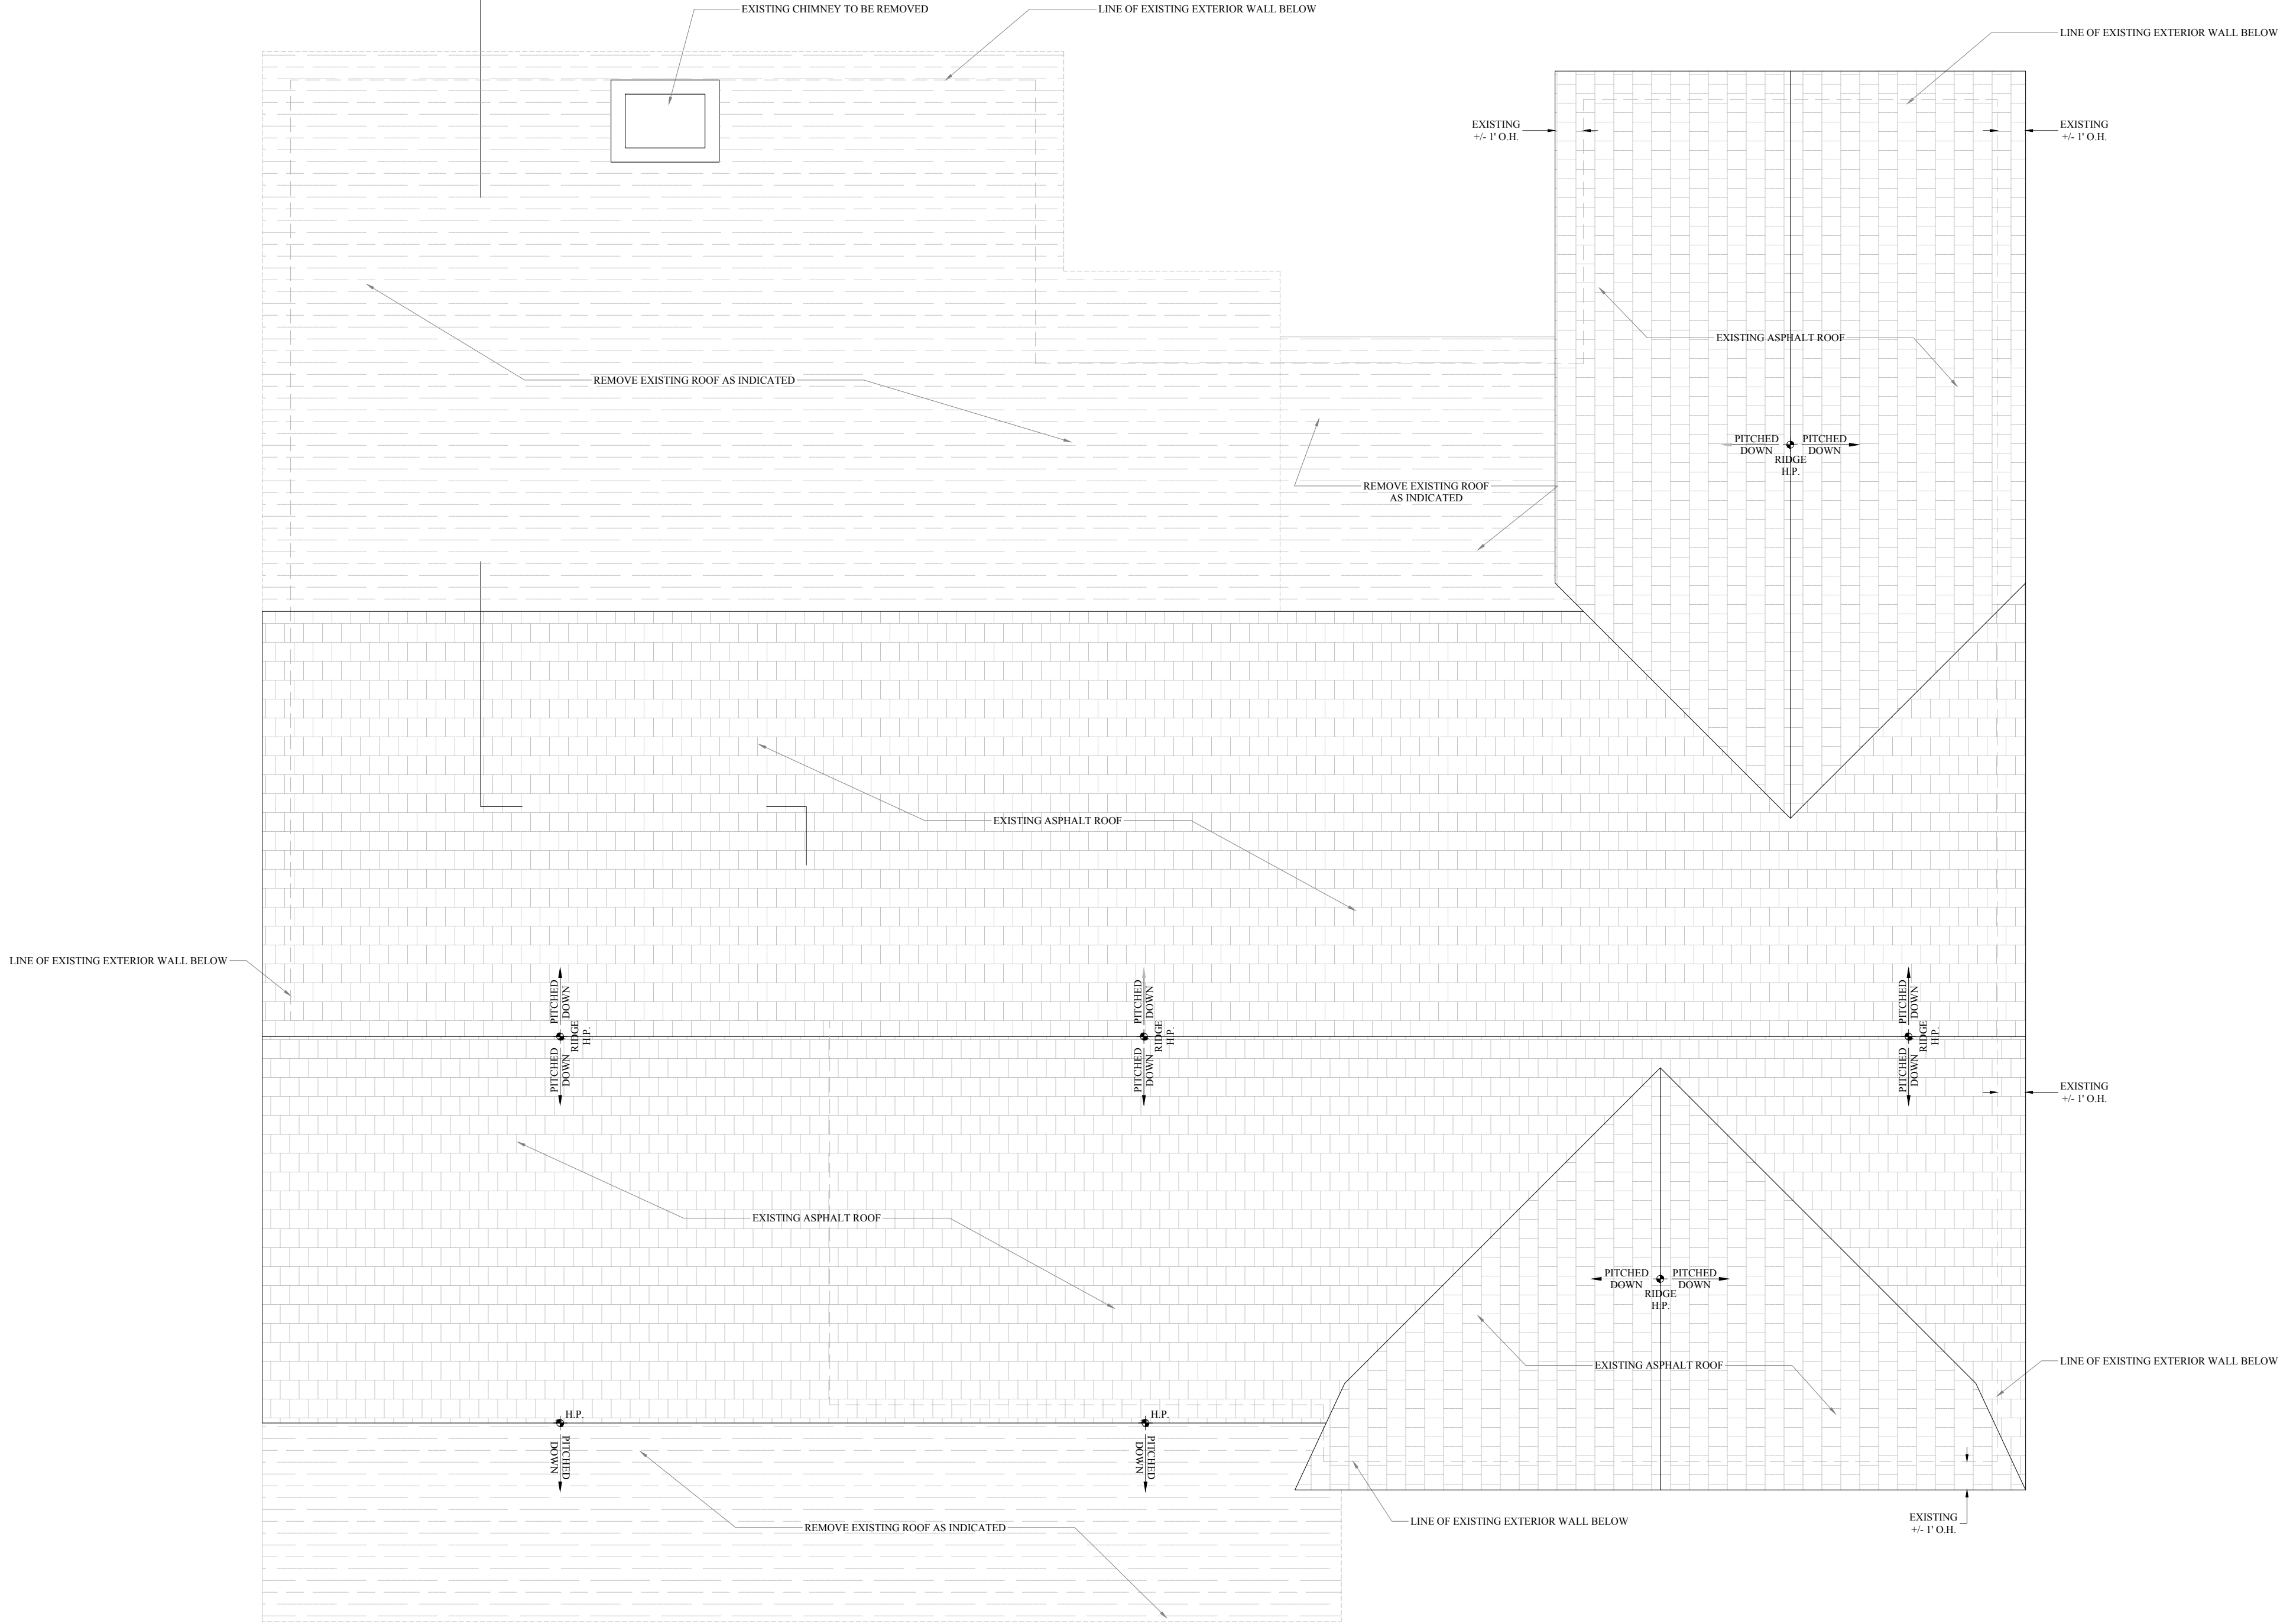 EXISTING CHIMNEY TO BE REMOVED
LINE OF EXISTING EXTERIOR WALL BELOW
LINE OF EXISTING EXTERIOR WALL BELOW
EXISTING
+/- 1' O.H.
EXISTING
+/- 1' O.H.
EXISTING ASPHALT ROOF
REMOVE EXISTING ROOF AS INDICATED
PITCHED
DOWN
PITCHED
DOWN
RIDGE
H.P.
REMOVE EXISTING ROOF
AS INDICATED
EXISTING ASPHALT ROOF
LINE OF EXISTING EXTERIOR WALL BELOW
PITCHED
DOWN
RIDGE
H.P.
PITCHED
DOWN
PITCHED
DOWN
RIDGE
H.P.
PITCHED
DOWN
PITCHED
DOWN
RIDGE
H.P.
PITCHED
DOWN
EXISTING
+/- 1' O.H.
EXISTING ASPHALT ROOF
PITCHED
DOWN
PITCHED
DOWN
RIDGE
H.P.
EXISTING ASPHALT ROOF
LINE OF EXISTING EXTERIOR WALL BELOW
H.P.
PITCHED
DOWN
H.P.
PITCHED
DOWN
REMOVE EXISTING ROOF AS INDICATED
LINE OF EXISTING EXTERIOR WALL BELOW
EXISTING
+/- 1' O.H.